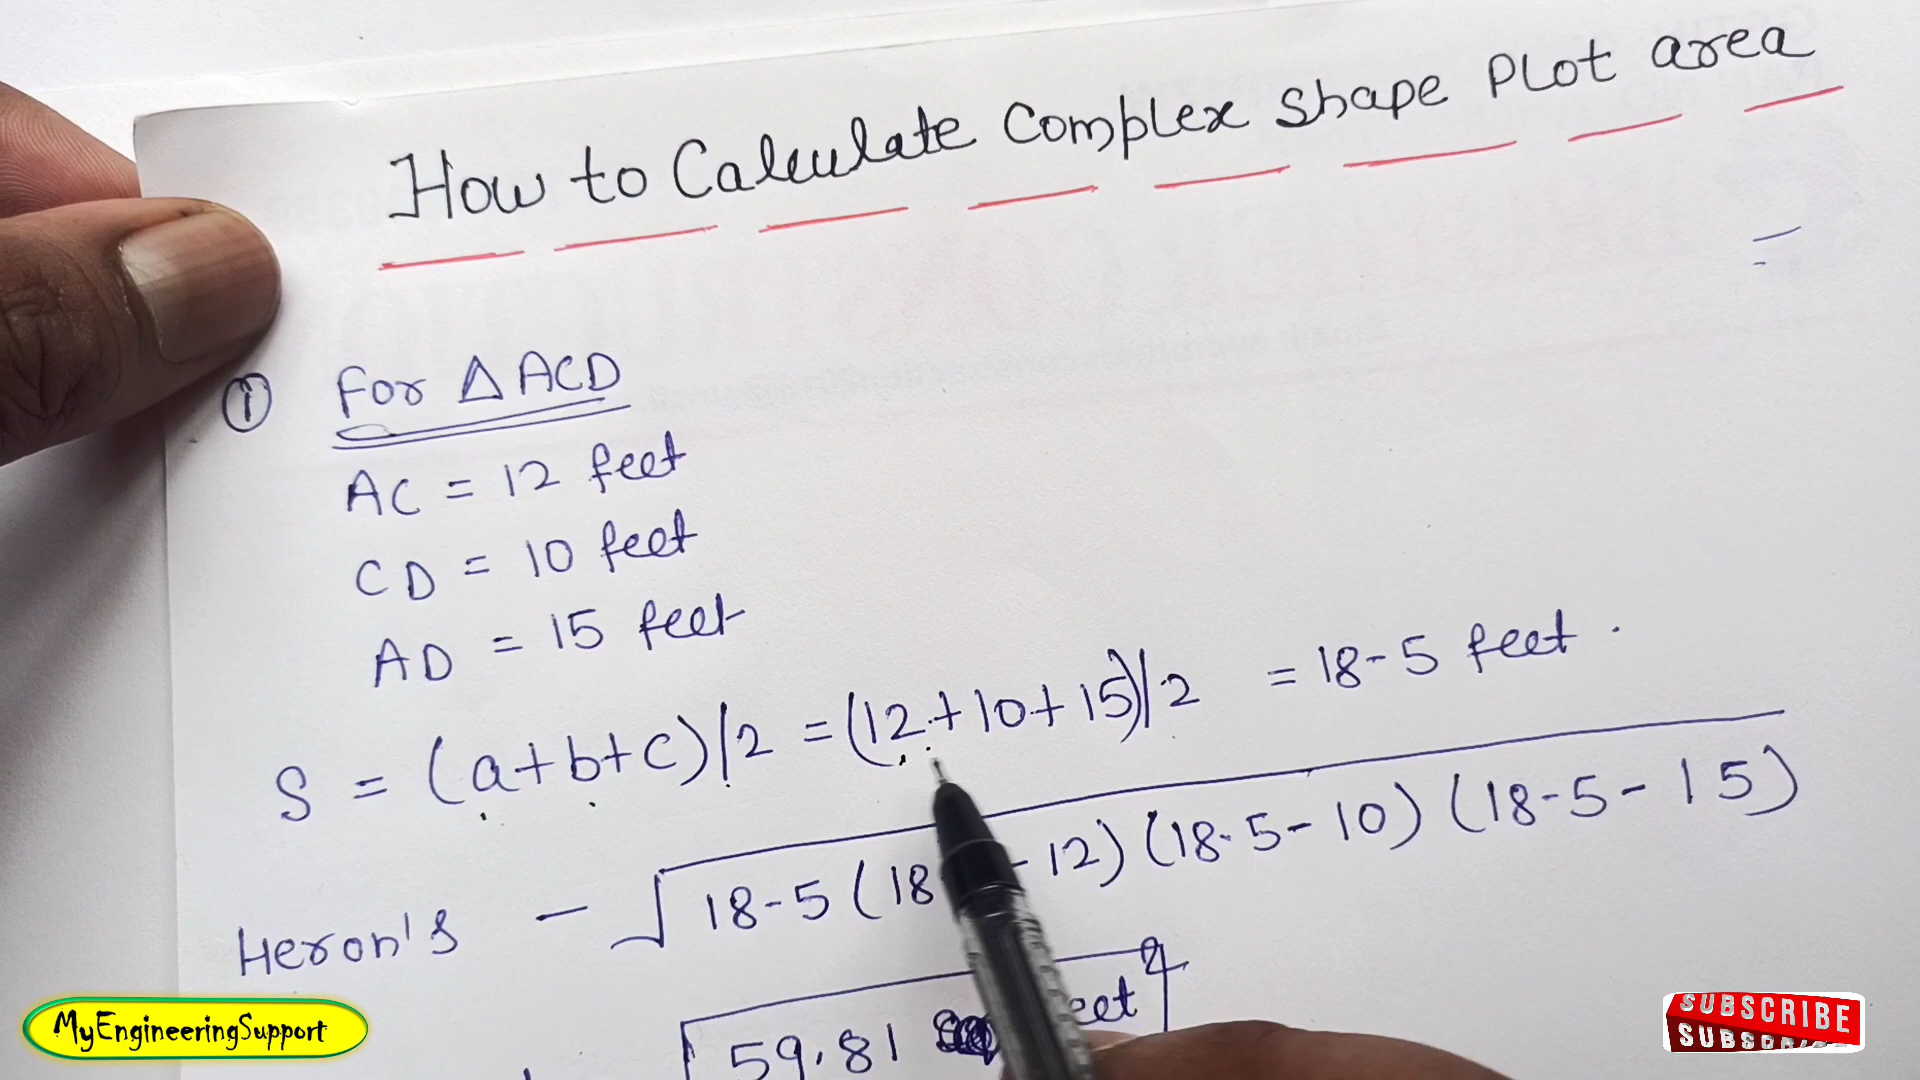 How to Calculate Complex Shape Plot area
① For △ ACD
AC = 12 feet
CD = 10 feet
AD = 15 feet
S = (a+b+c)/2 = (12+10+15)/2 = 18-5 feet.
Heron's - √18-5 (18 - 12) (18-5-10) (18-5-15)
59.81 eet²
MyEngineeringSupport
SUBSCRIBE
SUBSCRIBE